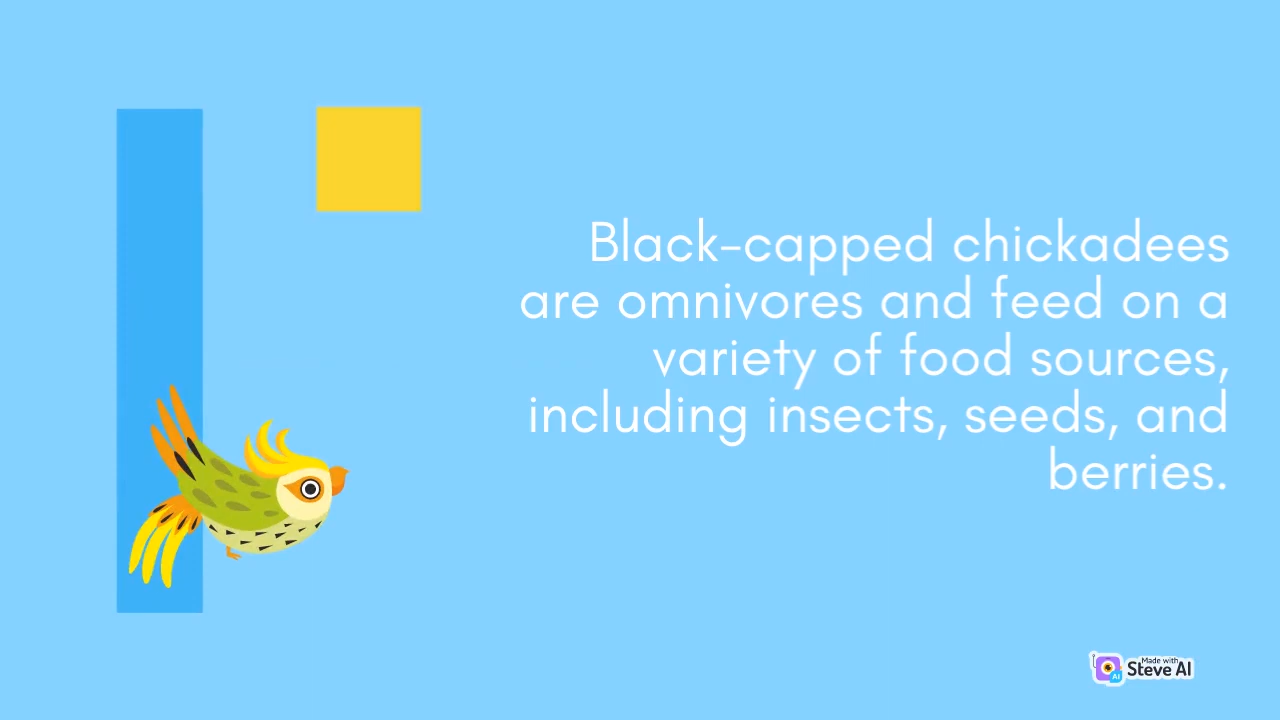 Black-capped chickadees
are omnivores and feed on a
variety of food sources,
including insects, seeds, and
berries.
Made with
Steve AI
AI